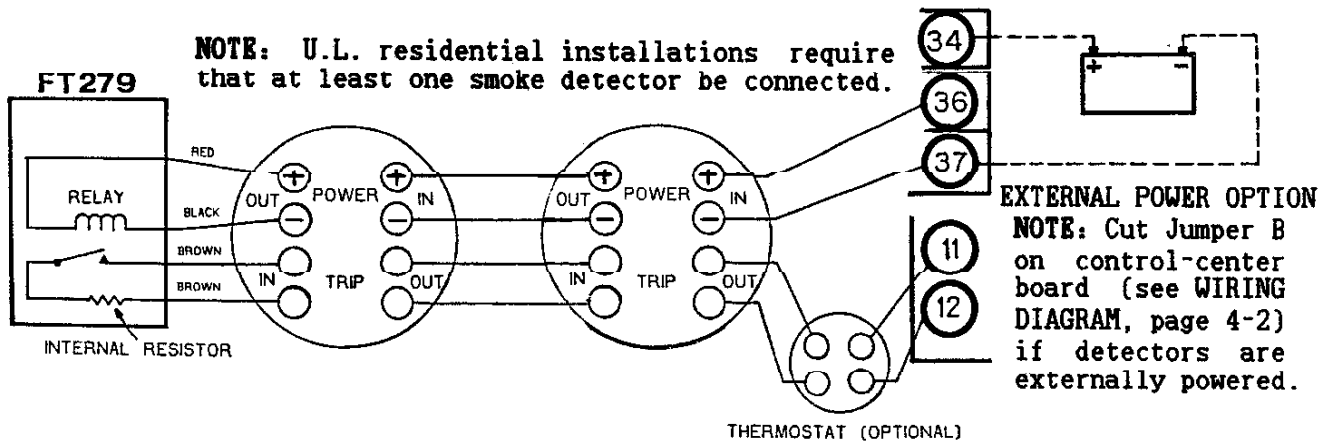 NOTE: U.L. residential installations require
that at least one smoke detector be connected.
FT279
RED
RELAY
BLACK
BROWN
BROWN
INTERNAL RESISTOR
+
OUT
POWER
+
IN
−
−
IN
TRIP
OUT
+
OUT
POWER
+
IN
−
−
IN
TRIP
OUT
34
36
37
+ −
11
12
EXTERNAL POWER OPTION
NOTE: Cut Jumper B
on control-center
board (see WIRING
DIAGRAM, page 4-2)
if detectors are
externally powered.
THERMOSTAT (OPTIONAL)